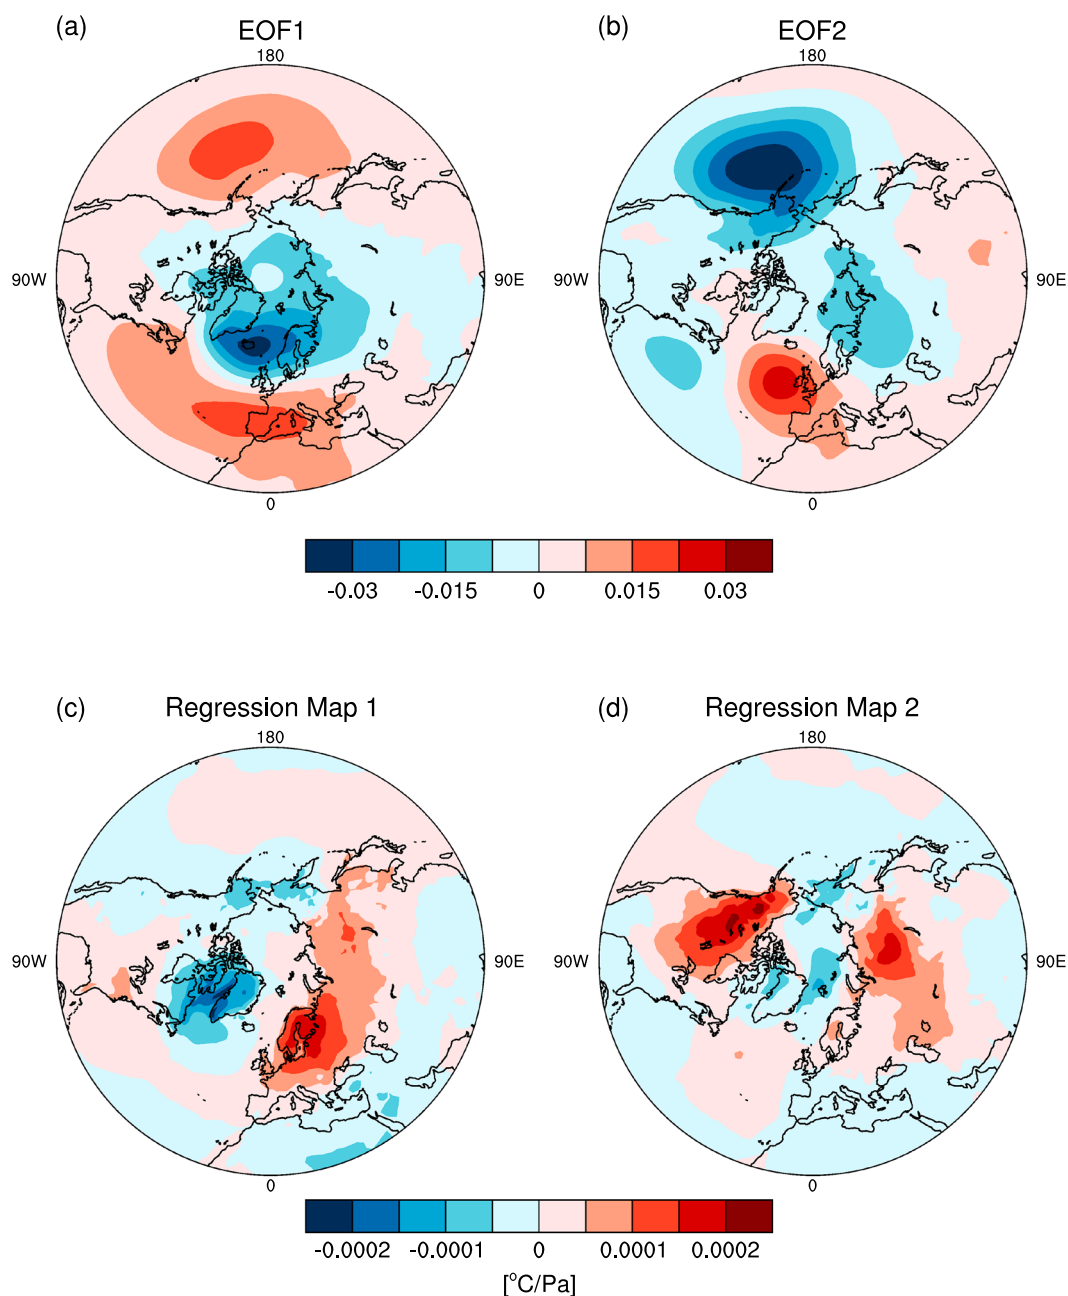 (a) EOF1 (b) EOF2
180 180
90W 90E 90W 90E
0 0
-0.03 -0.015 0 0.015 0.03
(c) Regression Map 1 (d) Regression Map 2
180 180
90W 90E 90W 90E
0 0
-0.0002 -0.0001 0 0.0001 0.0002
[°C/Pa]